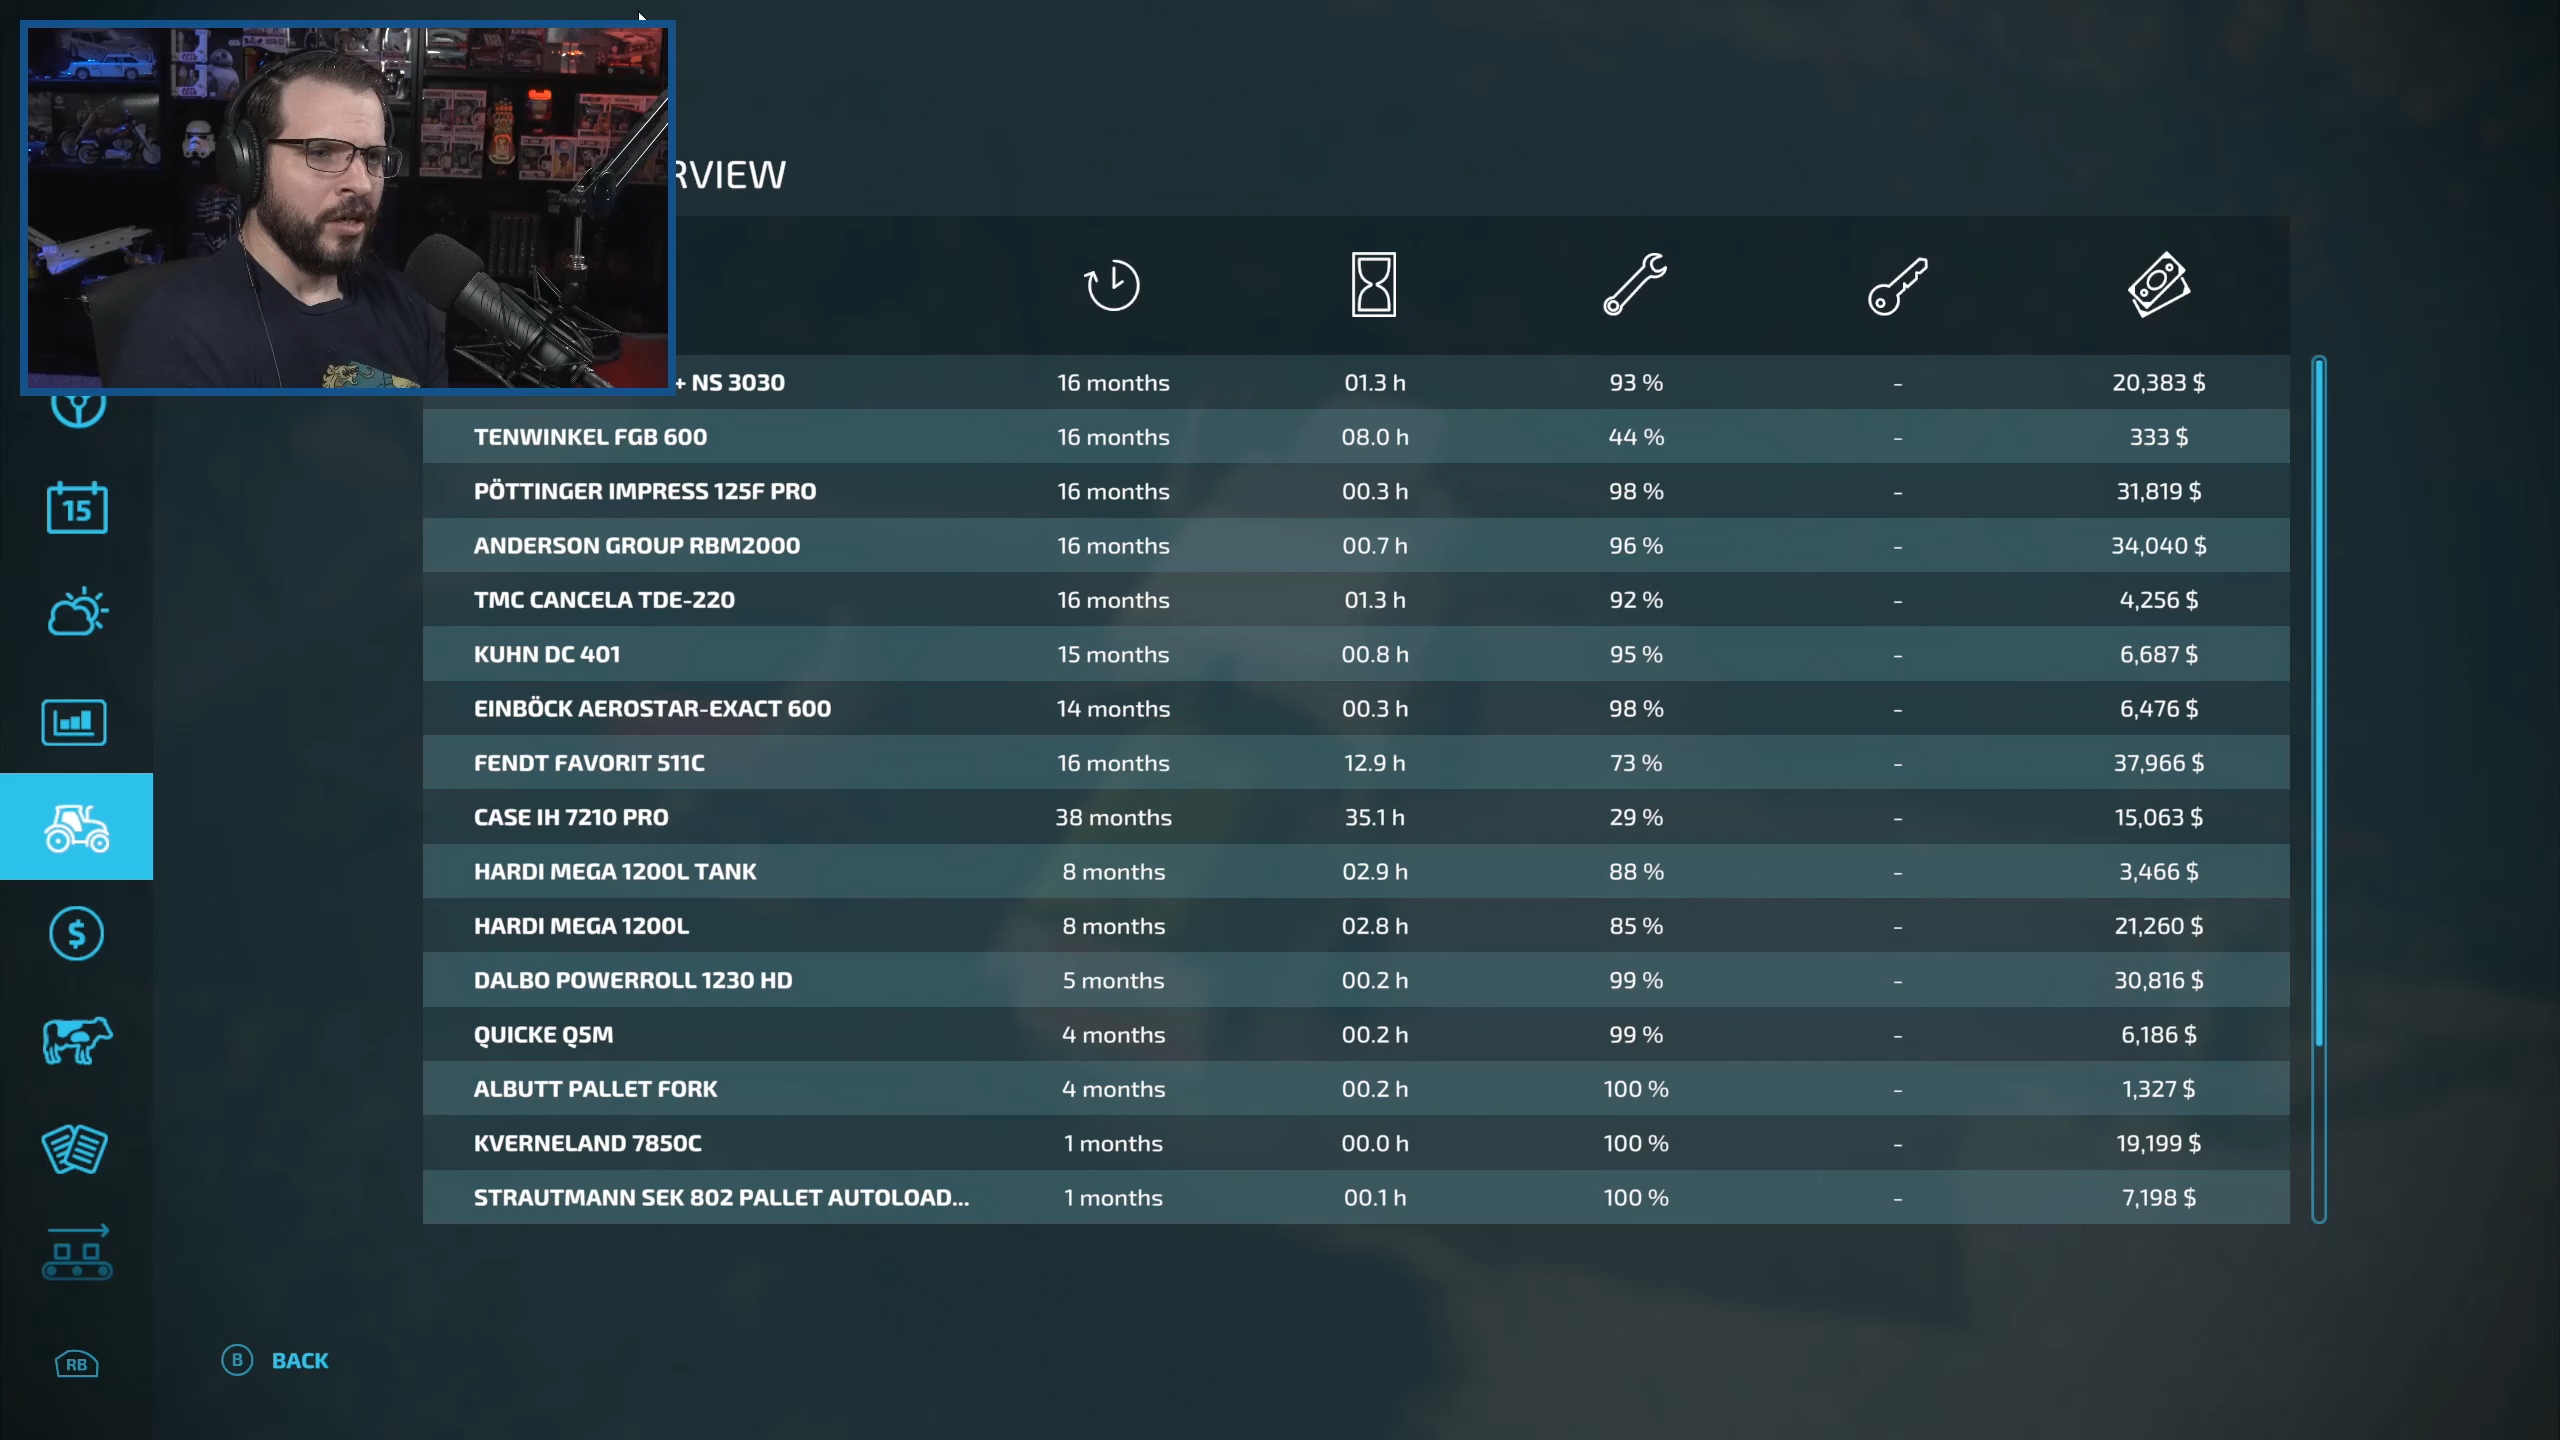 RVIEW
+ NS 3030 16 months 01.3 h 93 % - 20,383 $
TENWINKEL FGB 600 16 months 08.0 h 44 % - 333 $
PÖTTINGER IMPRESS 125F PRO 16 months 00.3 h 98 % - 31,819 $
ANDERSON GROUP RBM2000 16 months 00.7 h 96 % - 34,040 $
TMC CANCELA TDE-220 16 months 01.3 h 92 % - 4,256 $
KUHN DC 401 15 months 00.8 h 95 % - 6,687 $
EINBÖCK AEROSTAR-EXACT 600 14 months 00.3 h 98 % - 6,476 $
FENDT FAVORIT 511C 16 months 12.9 h 73 % - 37,966 $
CASE IH 7210 PRO 38 months 35.1 h 29 % - 15,063 $
HARDI MEGA 1200L TANK 8 months 02.9 h 88 % - 3,466 $
HARDI MEGA 1200L 8 months 02.8 h 85 % - 21,260 $
DALBO POWERROLL 1230 HD 5 months 00.2 h 99 % - 30,816 $
QUICKE Q5M 4 months 00.2 h 99 % - 6,186 $
ALBUTT PALLET FORK 4 months 00.2 h 100 % - 1,327 $
KVERNELAND 7850C 1 months 00.0 h 100 % - 19,199 $
STRAUTMANN SEK 802 PALLET AUTOLOAD... 1 months 00.1 h 100 % - 7,198 $
15
$
RB
B BACK